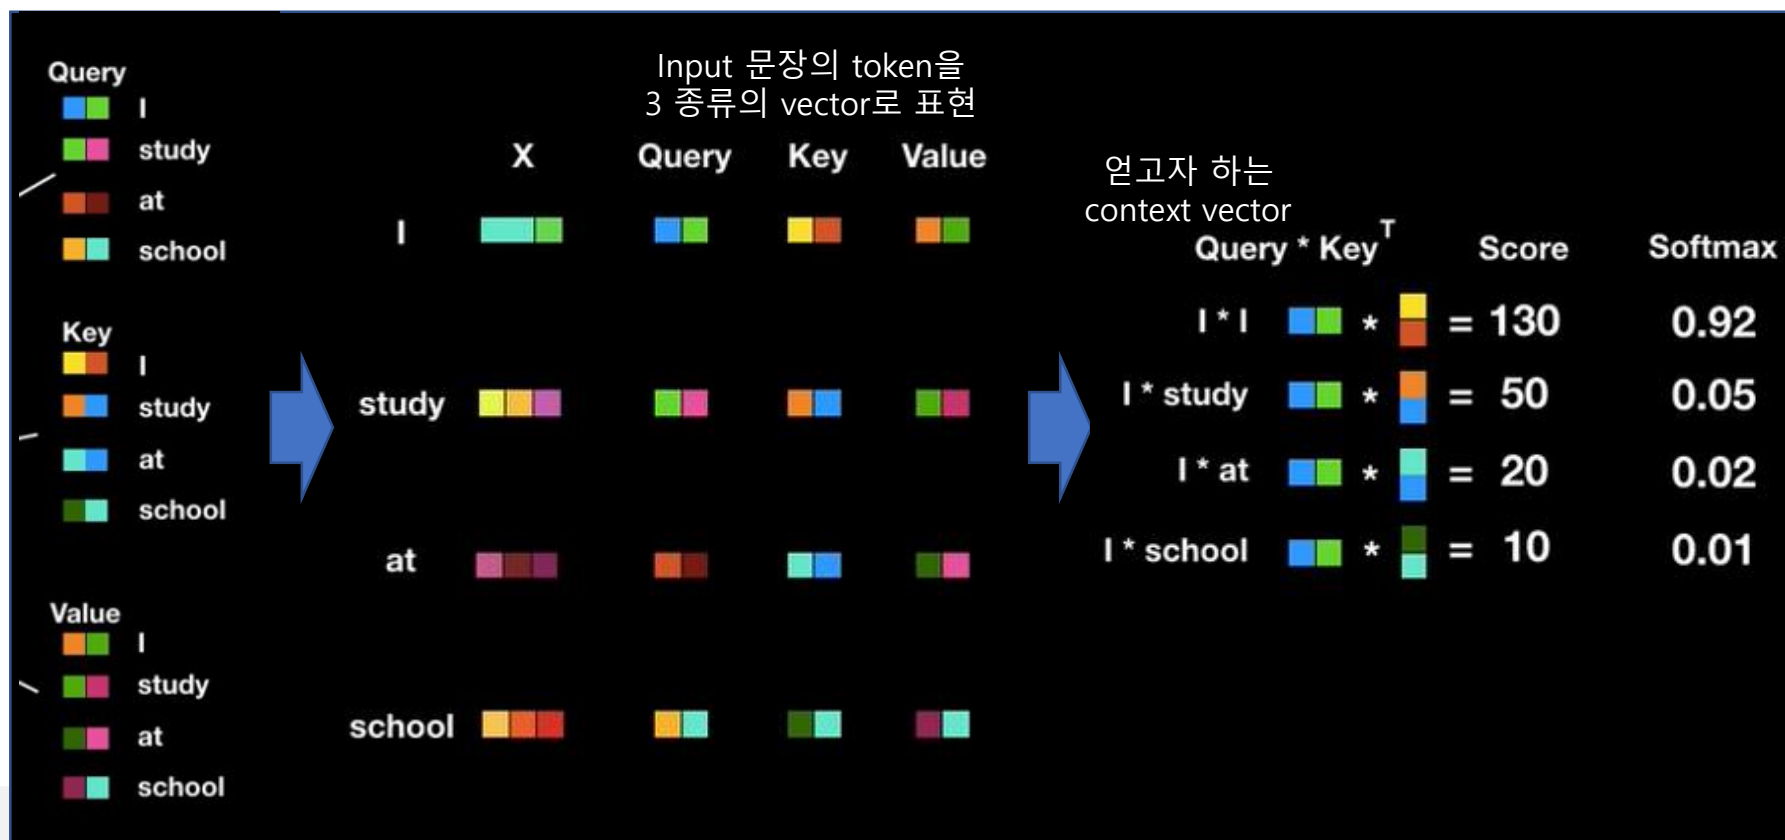 Query
I
study
at
school
Key
I
study
at
school
Value
I
study
at
school
Input 문장의 token을
3 종류의 vector로 표현
X Query Key Value
I
study
at
school
얻고자 하는
context vector
Query * Key^T Score Softmax
I * I * = 130 0.92
I * study * = 50 0.05
I * at * = 20 0.02
I * school * = 10 0.01